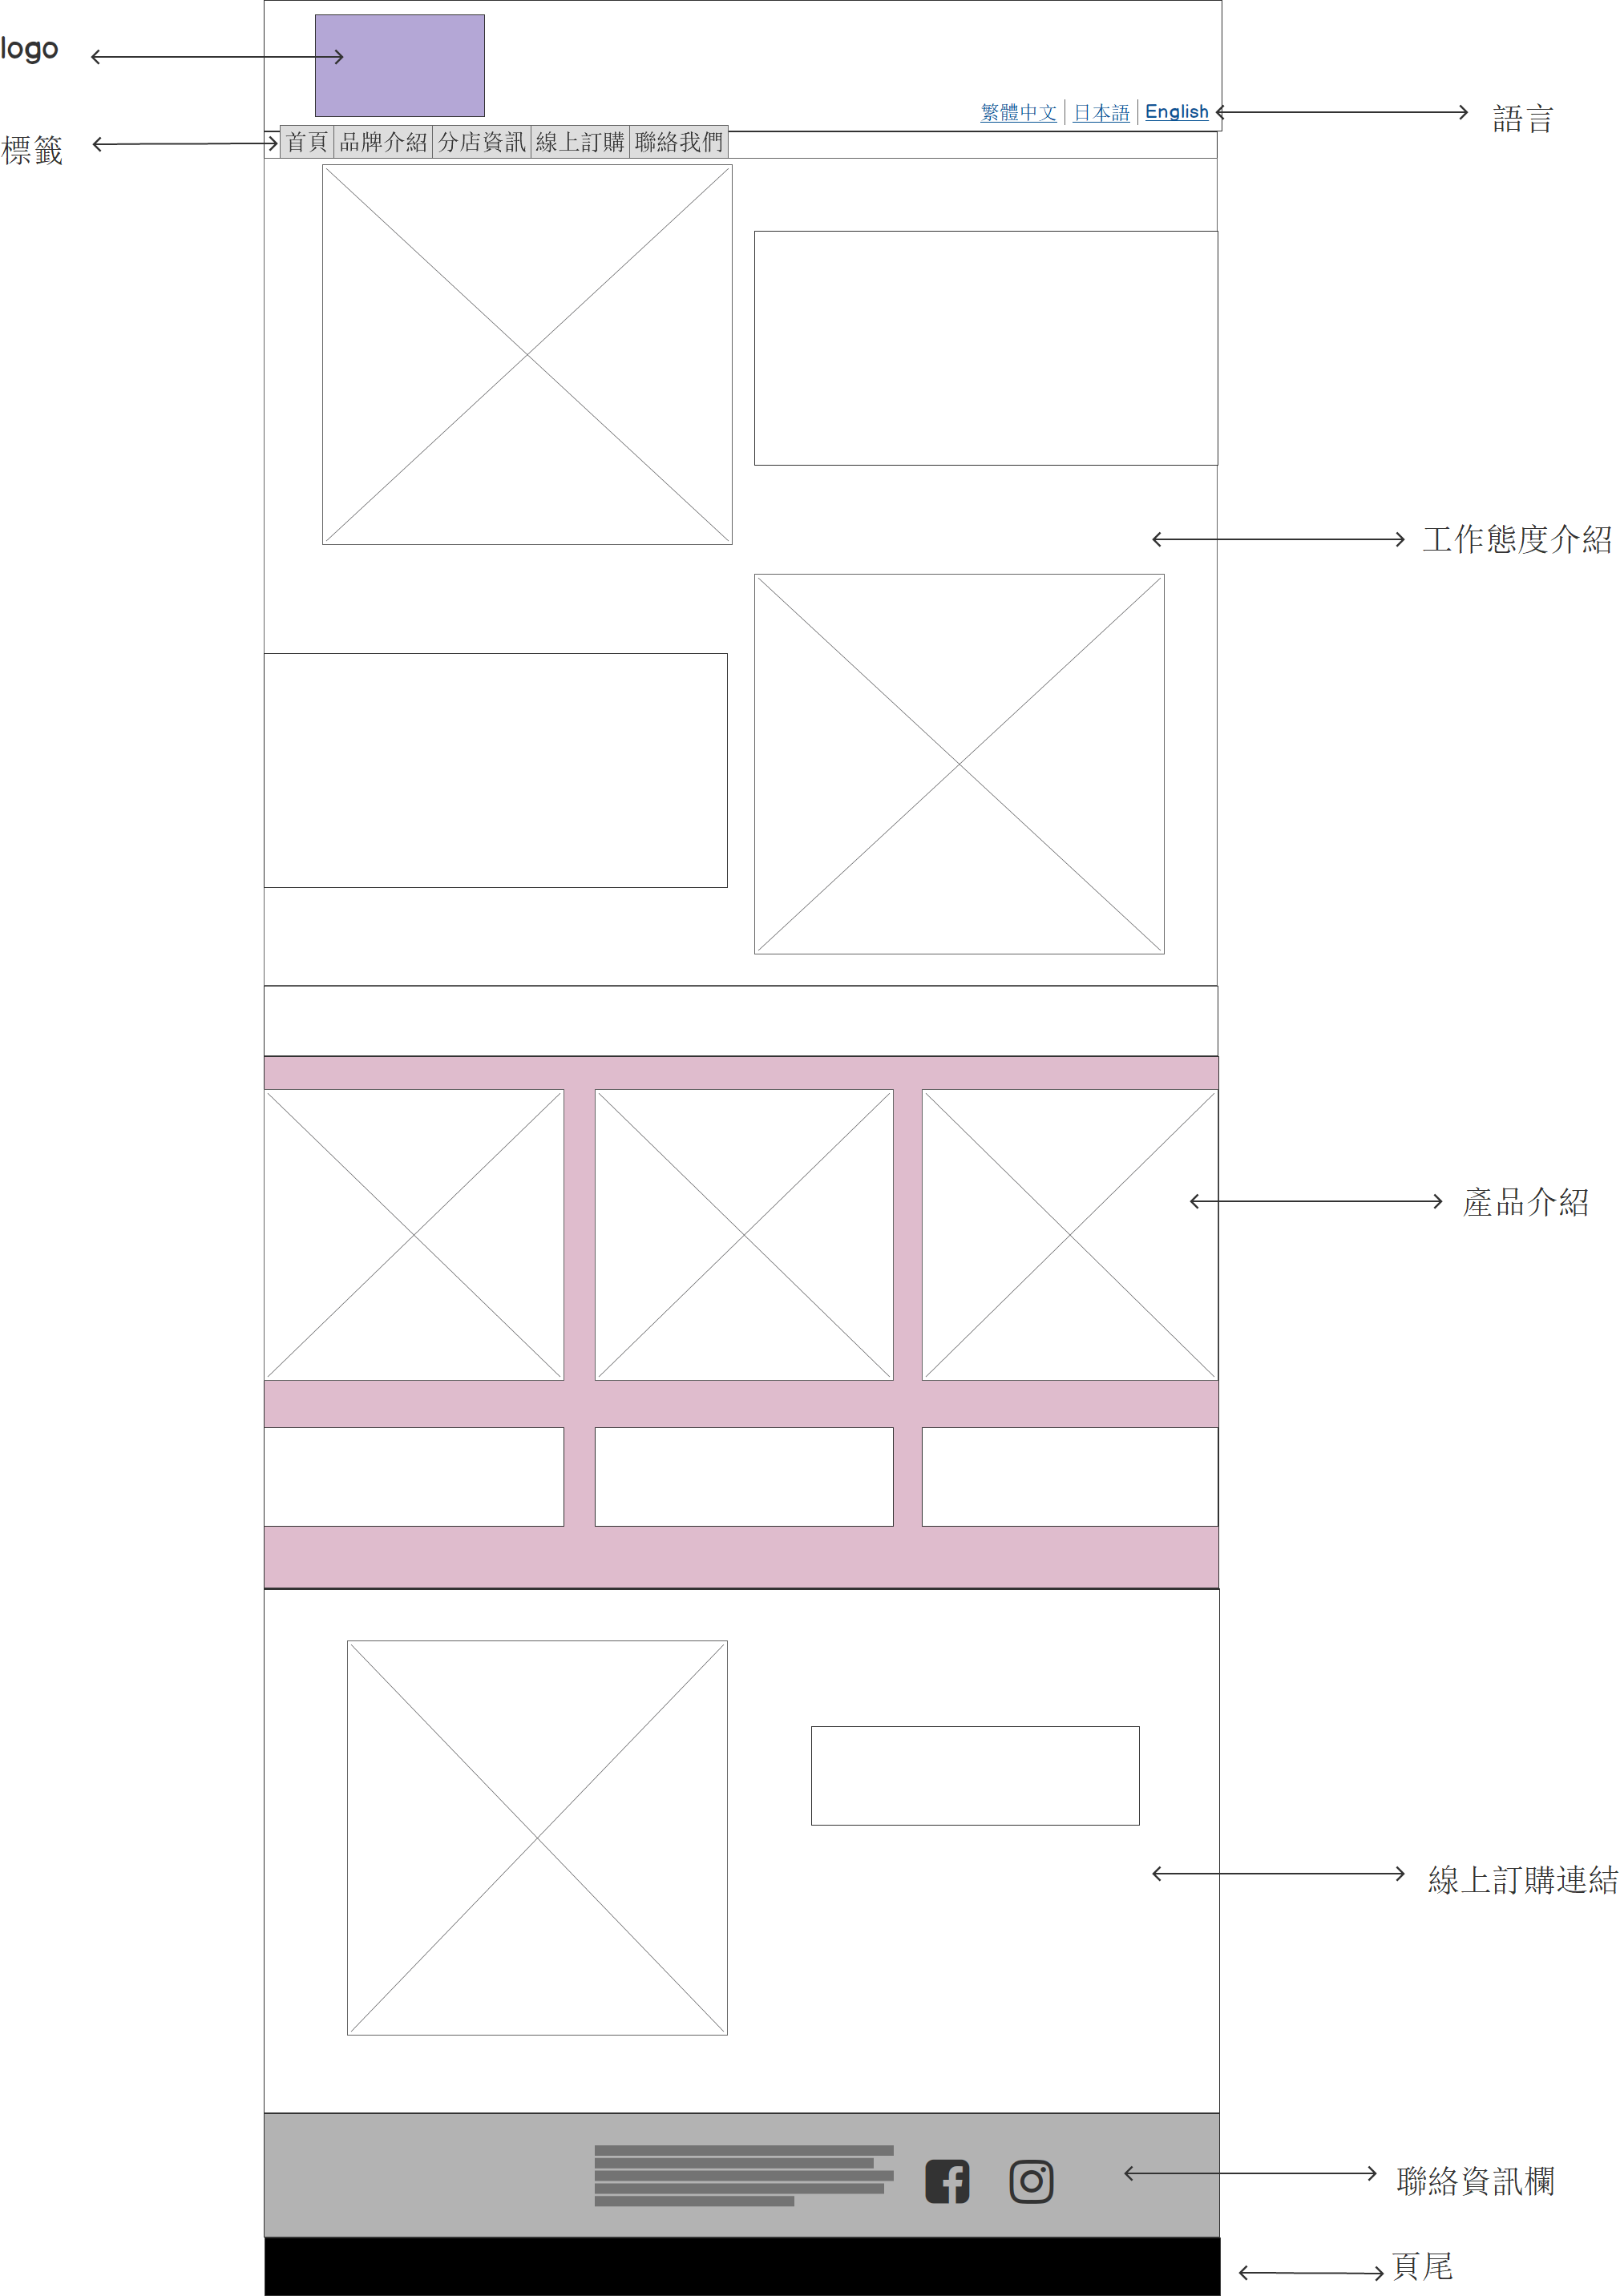 logo
繁體中文 日本語 English
語言
標籤
首頁 品牌介紹 分店資訊 線上訂購 聯絡我們
工作態度介紹
產品介紹
線上訂購連結
聯絡資訊欄
頁尾